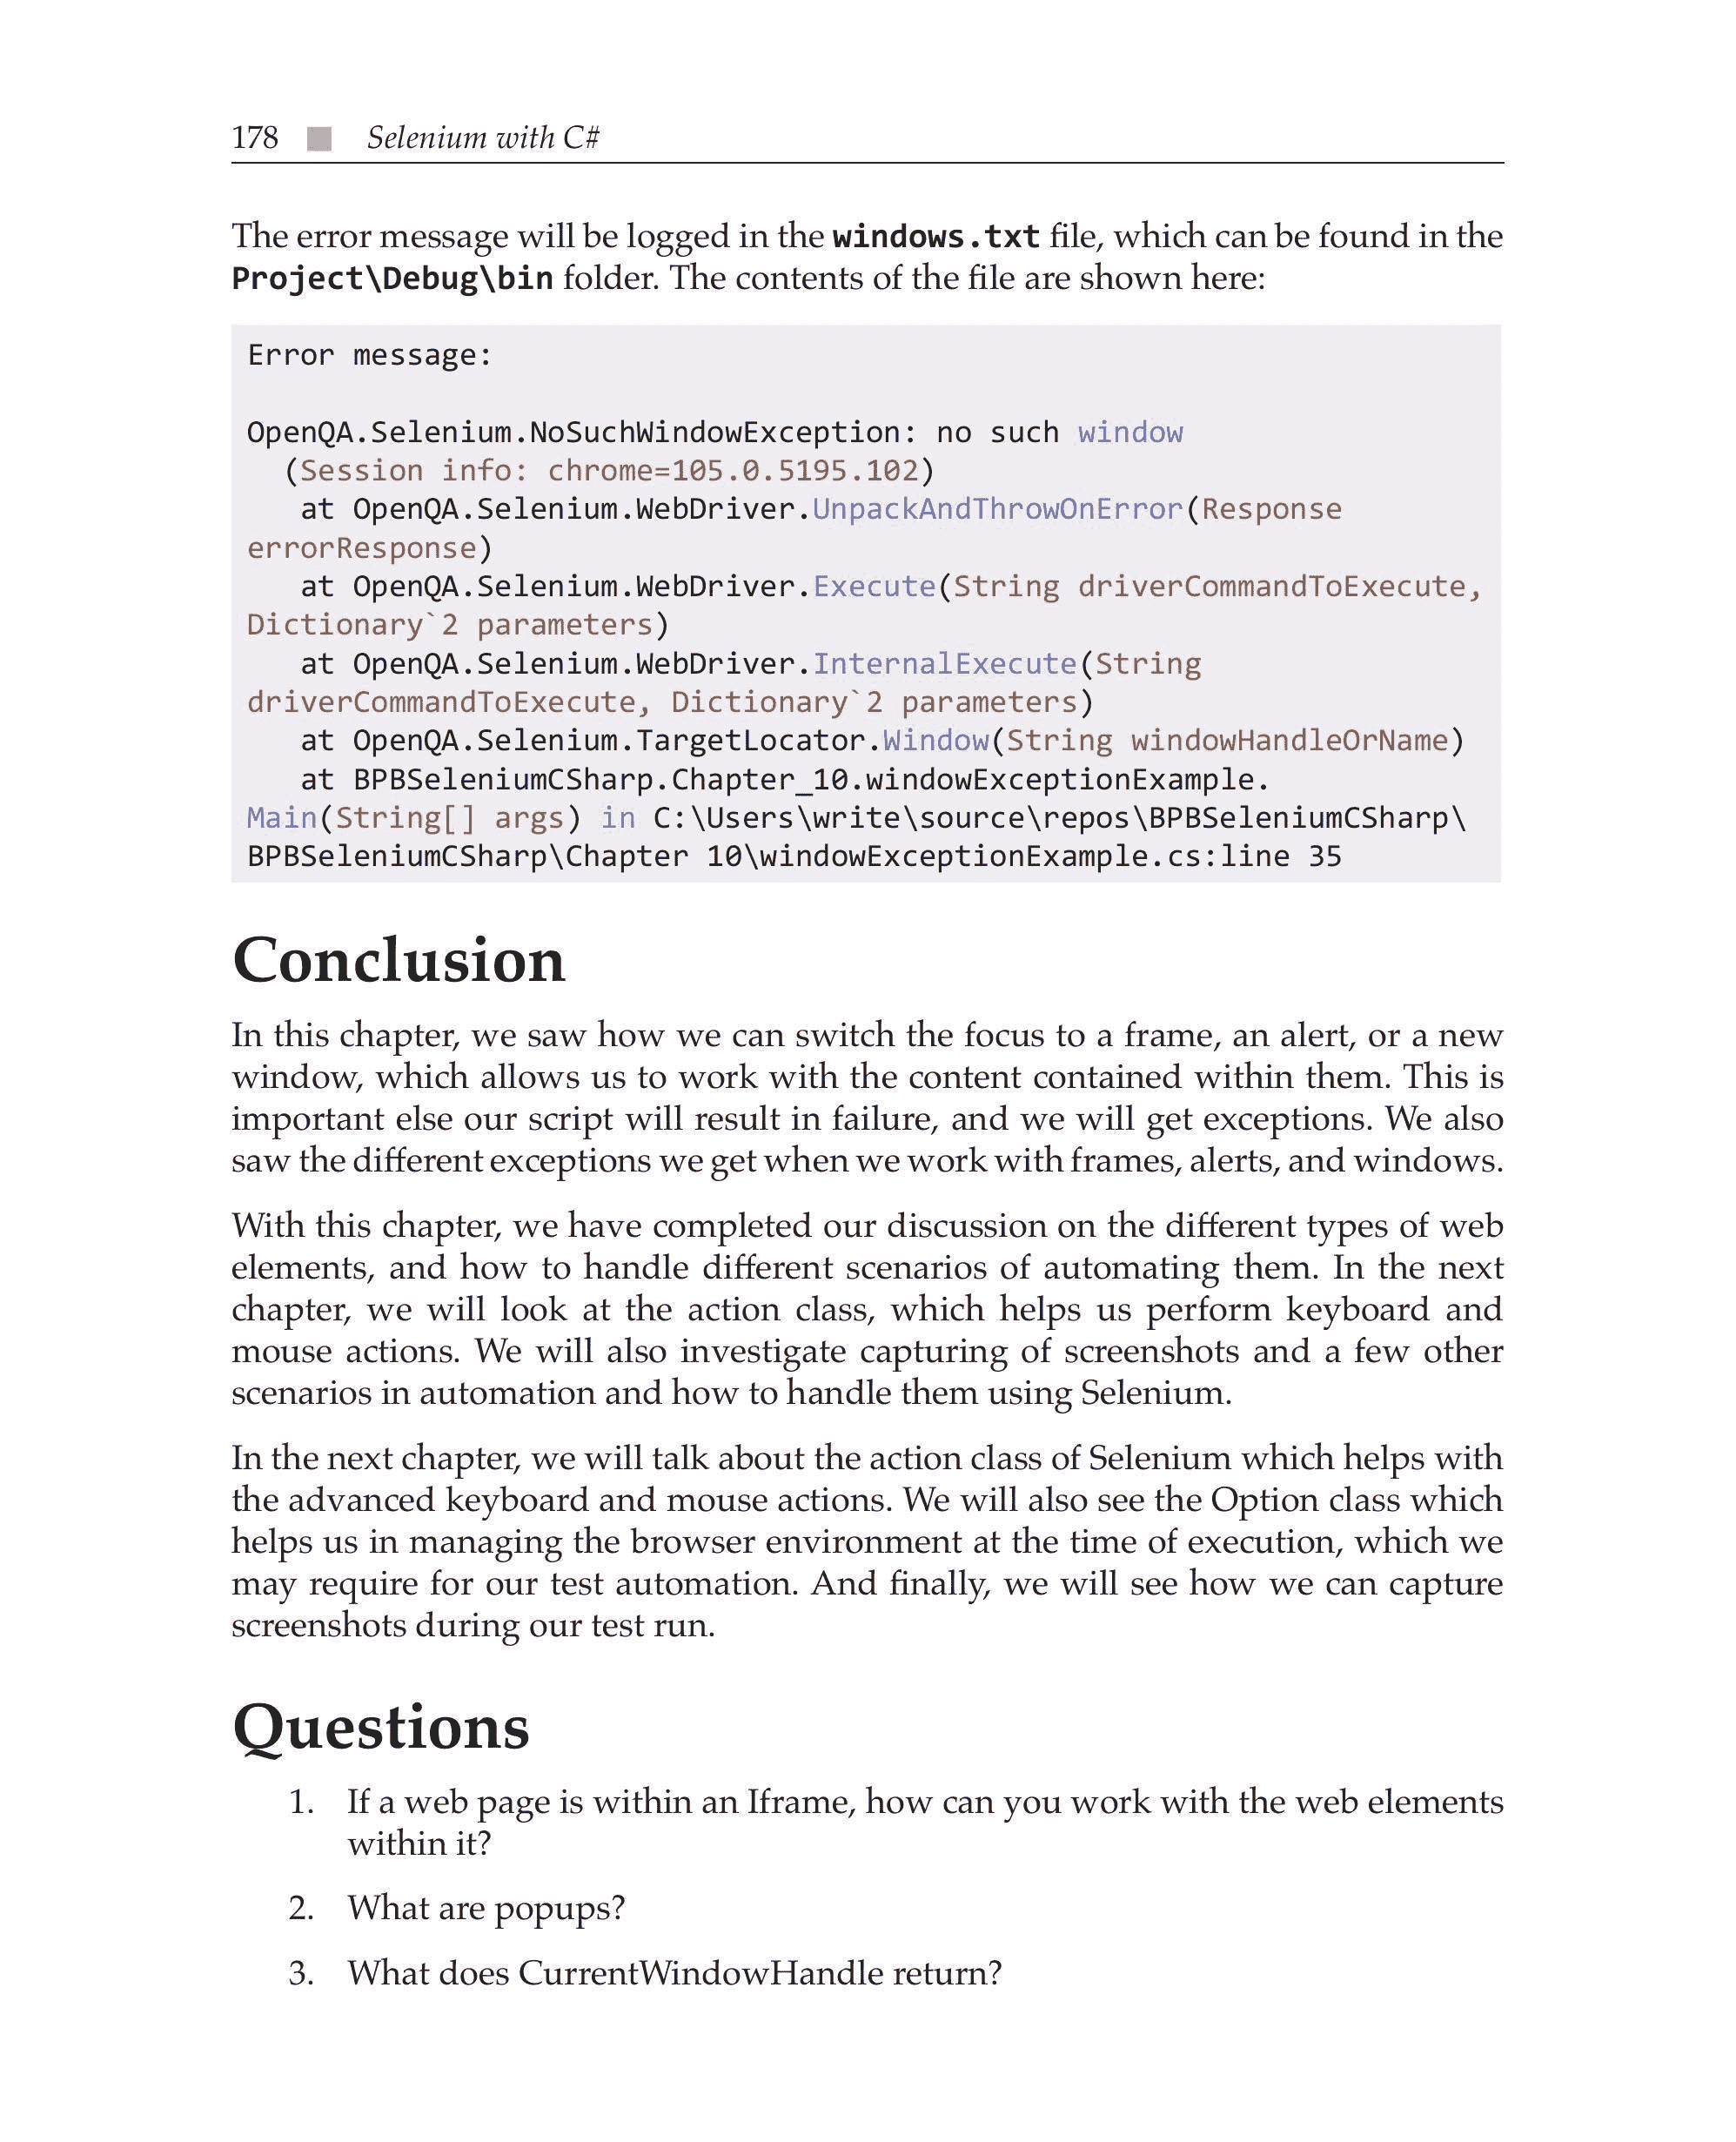 178 Selenium with C#
The error message will be logged in the windows.txt file, which can be found in the
Project\Debug\bin folder. The contents of the file are shown here:
Error message:
OpenQA.Selenium.NoSuchWindowException: no such window
(Session info: chrome=105.0.5195.102)
at OpenQA.Selenium.WebDriver.UnpackAndThrowOnError(Response
errorResponse)
at OpenQA.Selenium.WebDriver.Execute(String driverCommandToExecute,
Dictionary`2 parameters)
at OpenQA.Selenium.WebDriver.InternalExecute(String
driverCommandToExecute, Dictionary`2 parameters)
at OpenQA.Selenium.TargetLocator.Window(String windowHandleOrName)
at BPBSeleniumCSharp.Chapter_10.windowExceptionExample.
Main(String[] args) in C:\Users\write\source\repos\BPBSeleniumCSharp\
BPBSeleniumCSharp\Chapter 10\windowExceptionExample.cs:line 35
Conclusion
In this chapter, we saw how we can switch the focus to a frame, an alert, or a new
window, which allows us to work with the content contained within them. This is
important else our script will result in failure, and we will get exceptions. We also
saw the different exceptions we get when we work with frames, alerts, and windows.
With this chapter, we have completed our discussion on the different types of web
elements, and how to handle different scenarios of automating them. In the next
chapter, we will look at the action class, which helps us perform keyboard and
mouse actions. We will also investigate capturing of screenshots and a few other
scenarios in automation and how to handle them using Selenium.
In the next chapter, we will talk about the action class of Selenium which helps with
the advanced keyboard and mouse actions. We will also see the Option class which
helps us in managing the browser environment at the time of execution, which we
may require for our test automation. And finally, we will see how we can capture
screenshots during our test run.
Questions
1. If a web page is within an Iframe, how can you work with the web elements
within it?
2. What are popups?
3. What does CurrentWindowHandle return?